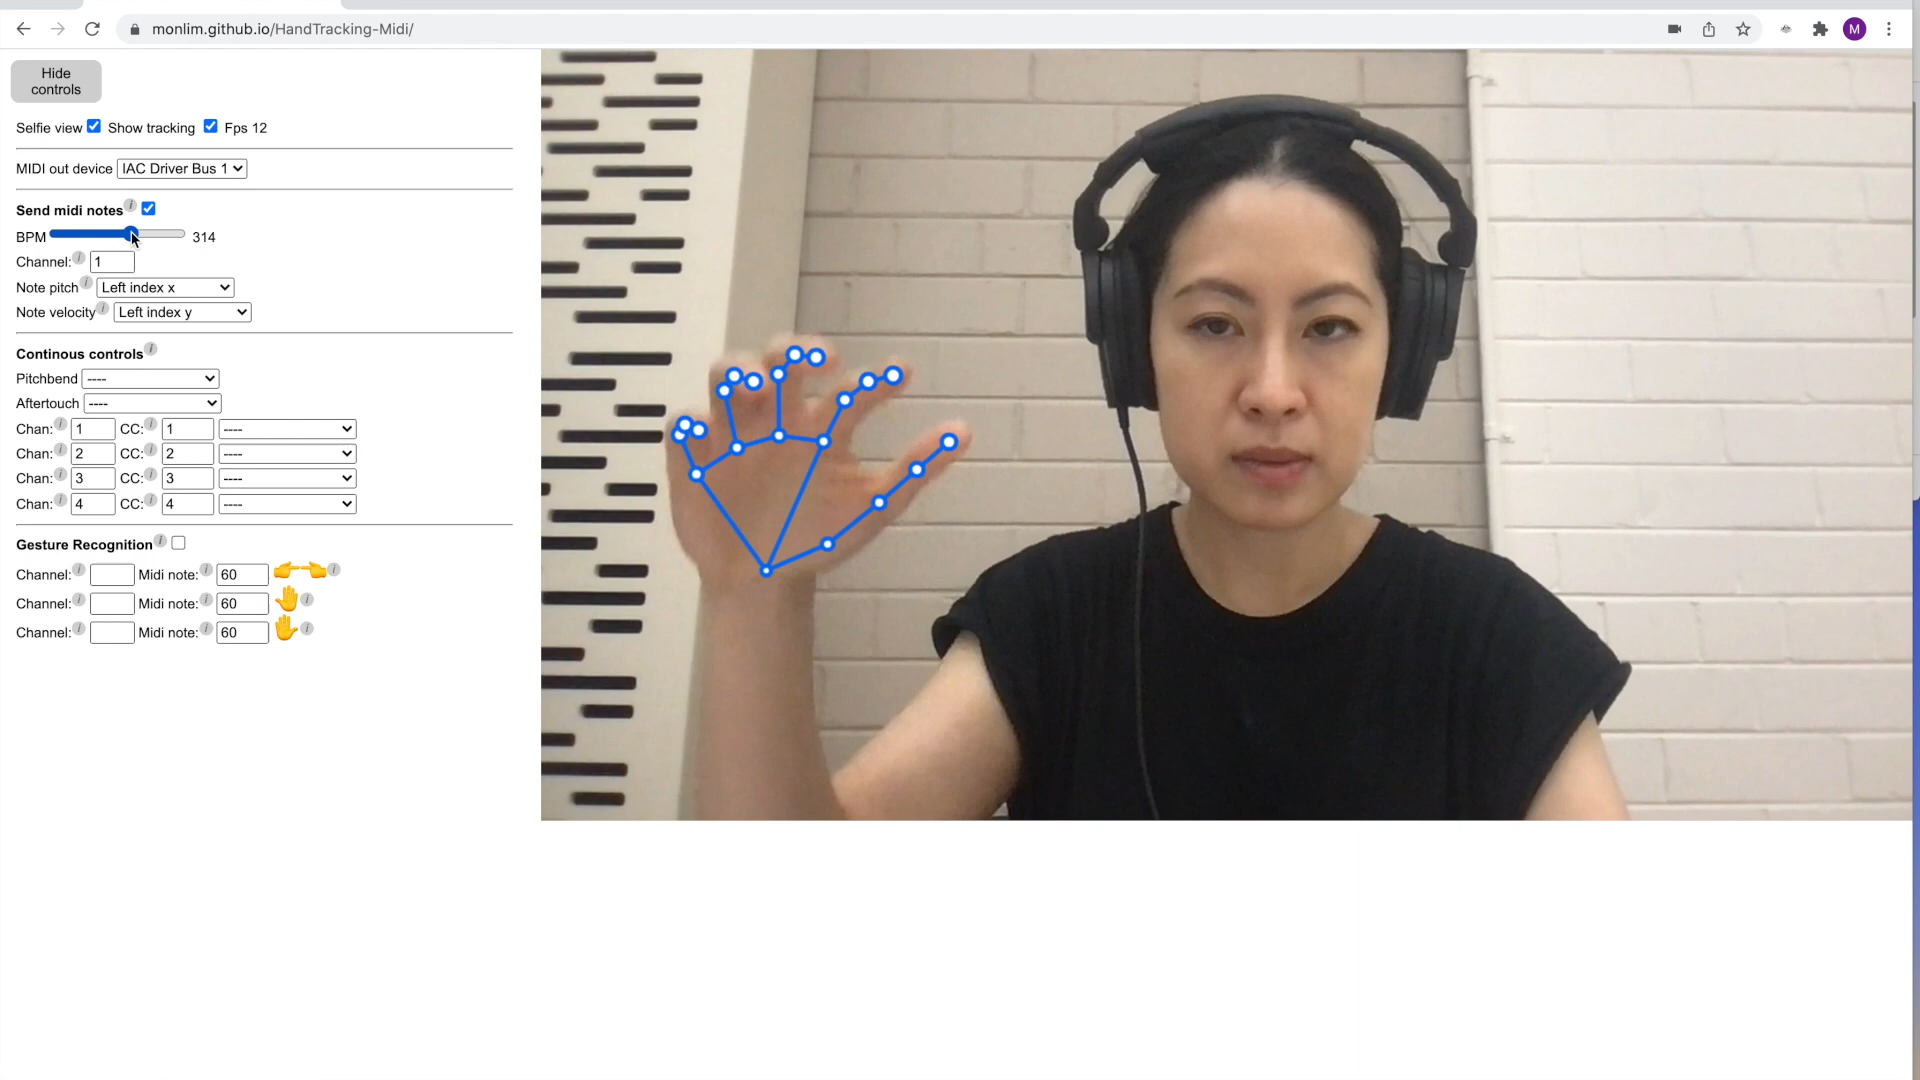 monlim.github.io/HandTracking-Midi/
M
Hide
controls
Selfie view Show tracking Fps 12
MIDI out device IAC Driver Bus 1
Send midi notes i
BPM 314
Channel: i 1
Note pitch i Left index x
Note velocity i Left index y
Continous controls i
Pitchbend ----
Aftertouch ----
Chan: i 1 CC: i 1 ----
Chan: i 2 CC: i 2 ----
Chan: i 3 CC: i 3 ----
Chan: i 4 CC: i 4 ----
Gesture Recognition i
Channel: i Midi note: i 60 i
Channel: i Midi note: i 60 i
Channel: i Midi note: i 60 i